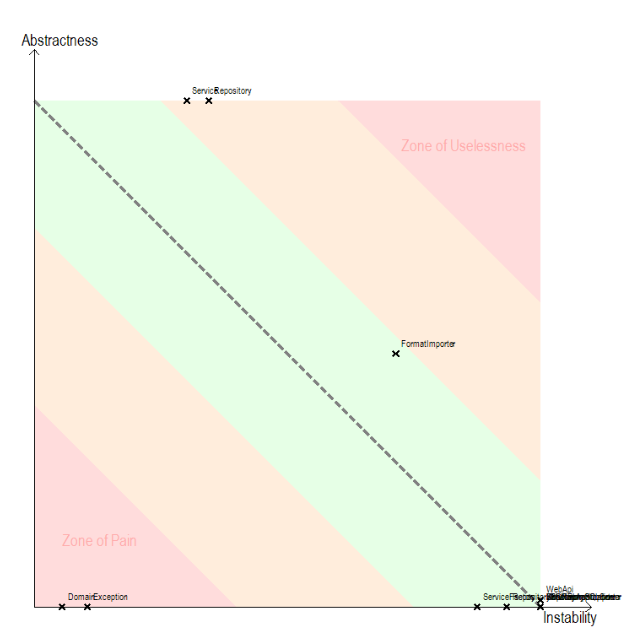 Abstractness
Service Repository
Zone of Uselessness
FormatImporter
Zone of Pain
WebApi
Domain Exception Service
Instability